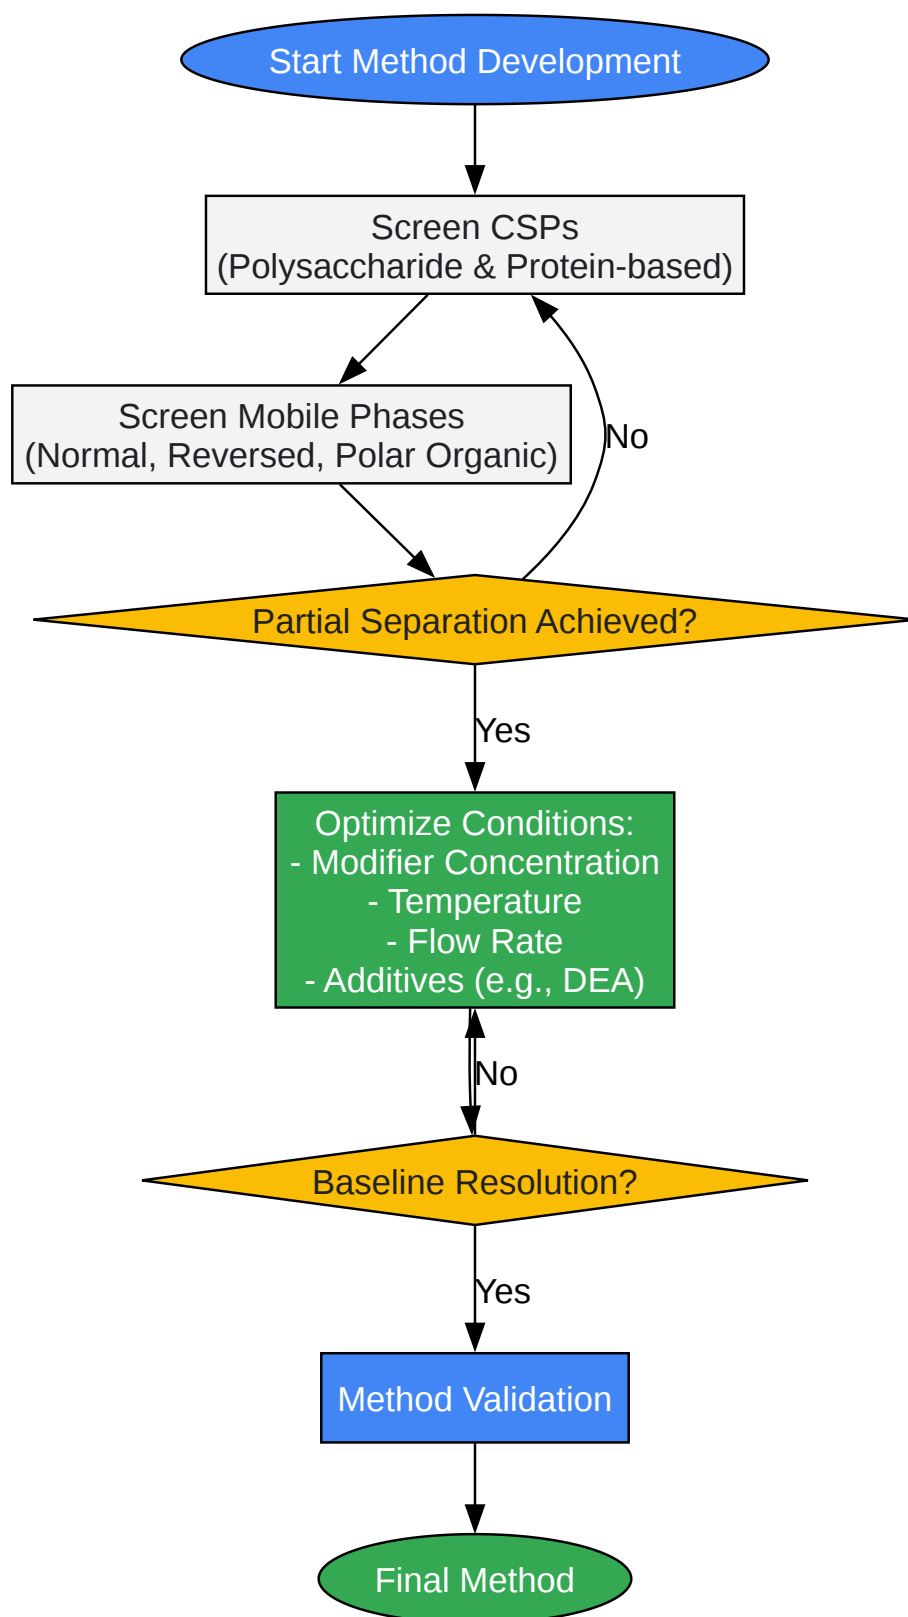 Start Method Development
Screen CSPs
(Polysaccharide & Protein-based)
Screen Mobile Phases
(Normal, Reversed, Polar Organic)
No
Partial Separation Achieved?
Yes
Optimize Conditions:
- Modifier Concentration
- Temperature
- Flow Rate
- Additives (e.g., DEA)
No
Baseline Resolution?
Yes
Method Validation
Final Method